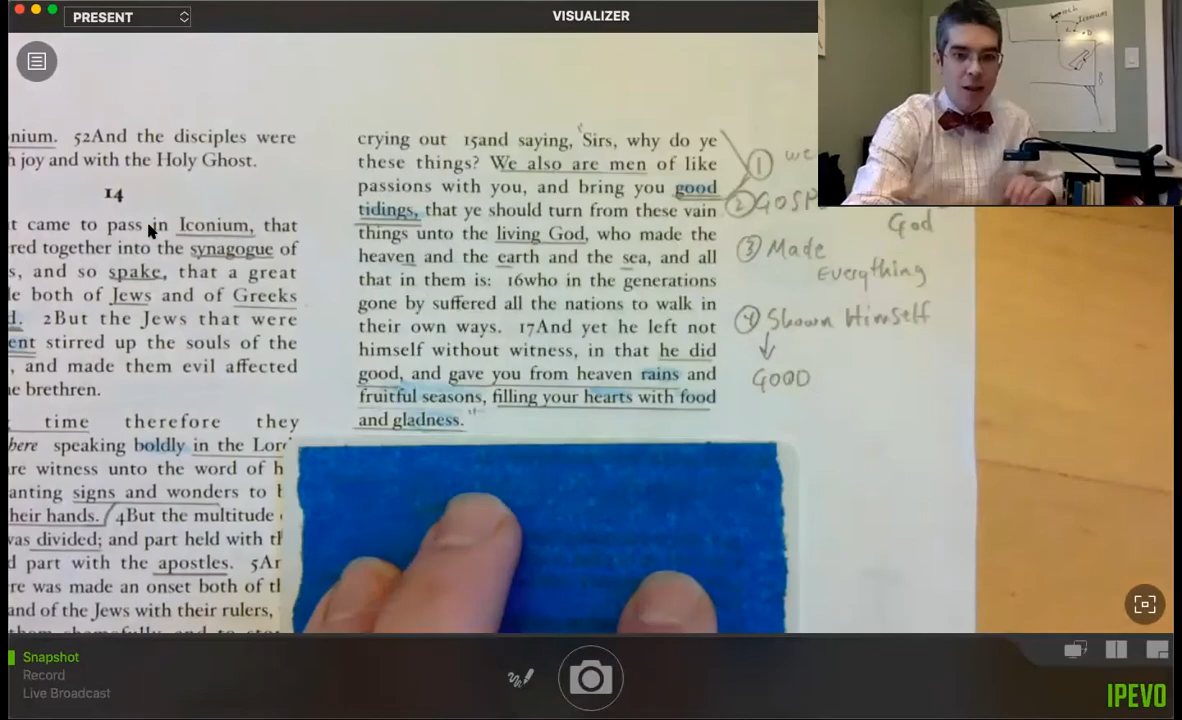 PRESENT
VISUALIZER
nium. 52And the disciples were
h joy and with the Holy Ghost.
14
t came to pass in Iconium, that
red together into the synagogue of
s, and so spake, that a great
le both of Jews and of Greeks
d. 2But the Jews that were
ent stirred up the souls of the
, and made them evil affected
e brethren.
time therefore they
here speaking boldly in the Lor
re witness unto the word of h
anting signs and wonders to b
heir hands. 4But the multitude
as divided; and part held with th
d part with the apostles. 5Ar
re was made an onset both of tl
and of the Jews with their rulers,
crying out 15and saying, Sirs, why do ye
these things? We also are men of like
passions with you, and bring you good
tidings, that ye should turn from these vain
things unto the living God, who made the
heaven and the earth and the sea, and all
that in them is: 16who in the generations
gone by suffered all the nations to walk in
their own ways. 17And yet he left not
himself without witness, in that he did
good, and gave you from heaven rains and
fruitful seasons, filling your hearts with food
and gladness.
1 we
2 GOSP
God
3 Made
Everything
4 Shown Himself
GOOD
Iconium
Snapshot
Record
Live Broadcast
IPEVO